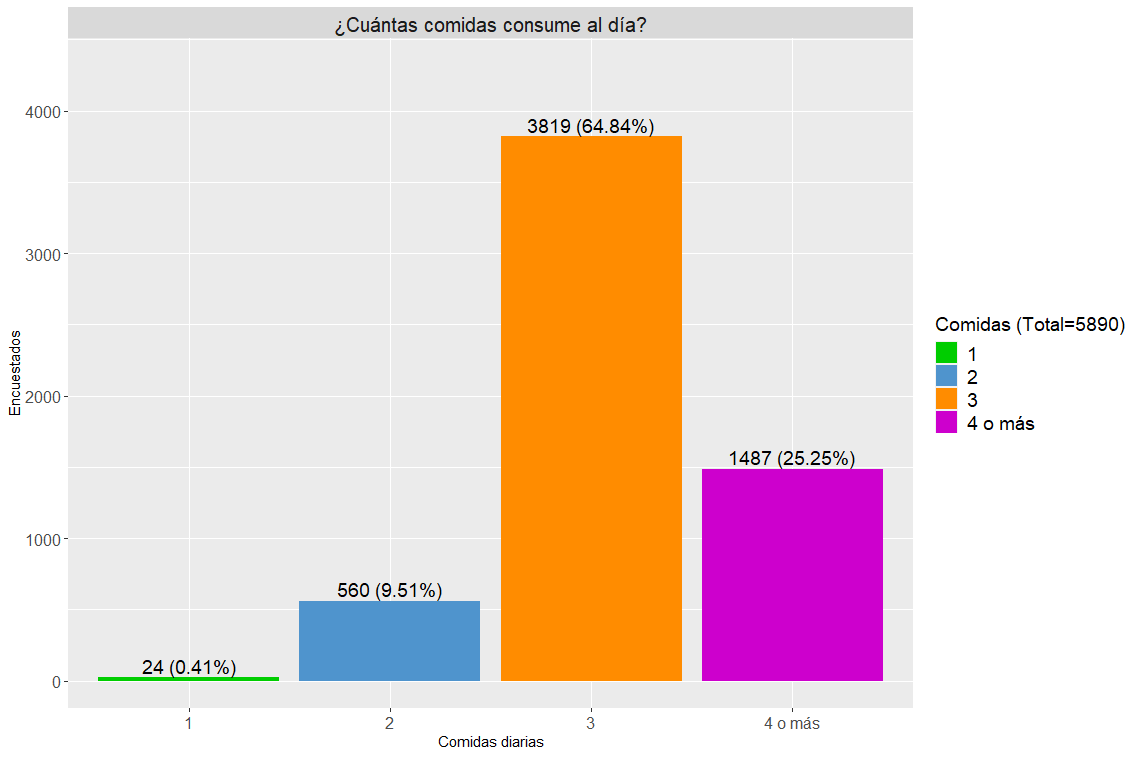 ¿Cuántas comidas consume al día?
4000
3000
2000
1000
0
Encuestados
3819 (64.84%)
1487 (25.25%)
560 (9.51%)
24 (0.41%)
1
2
3
4 o más
Comidas diarias
Comidas (Total=5890)
1
2
3
4 o más